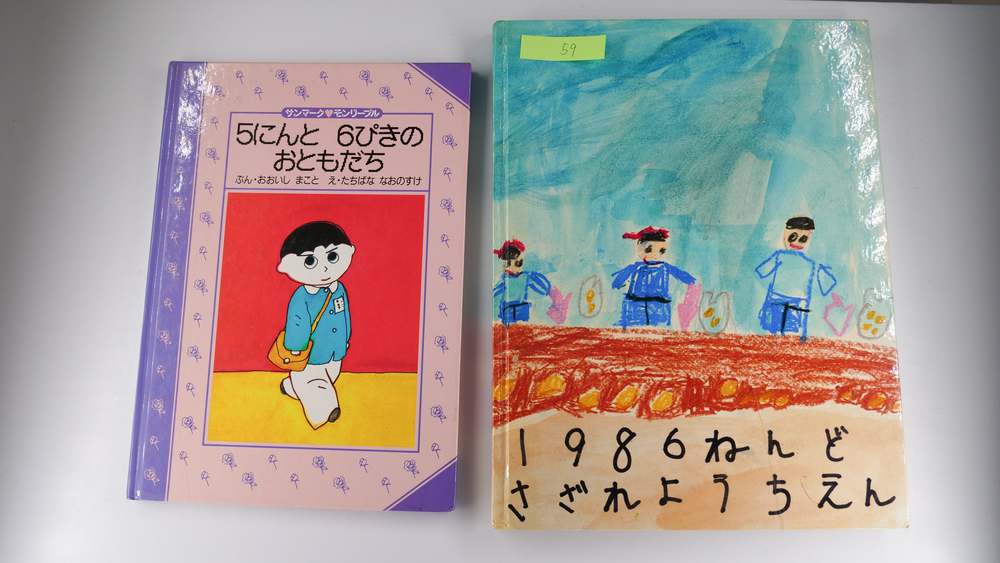 サンマーク♥モンリーブル
5にんと 6ぴきの
おともだち
ぶん・おおいし まこと え・たちばな なおのすけ
59
1986ねんど
さざれようちえん